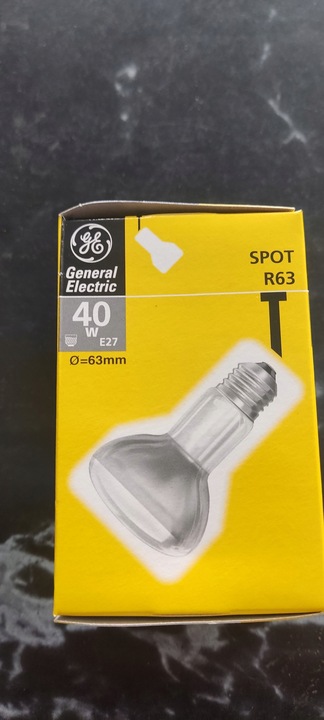 GE
General
Electric
40
W
E27
Ø=63mm
SPOT
R63